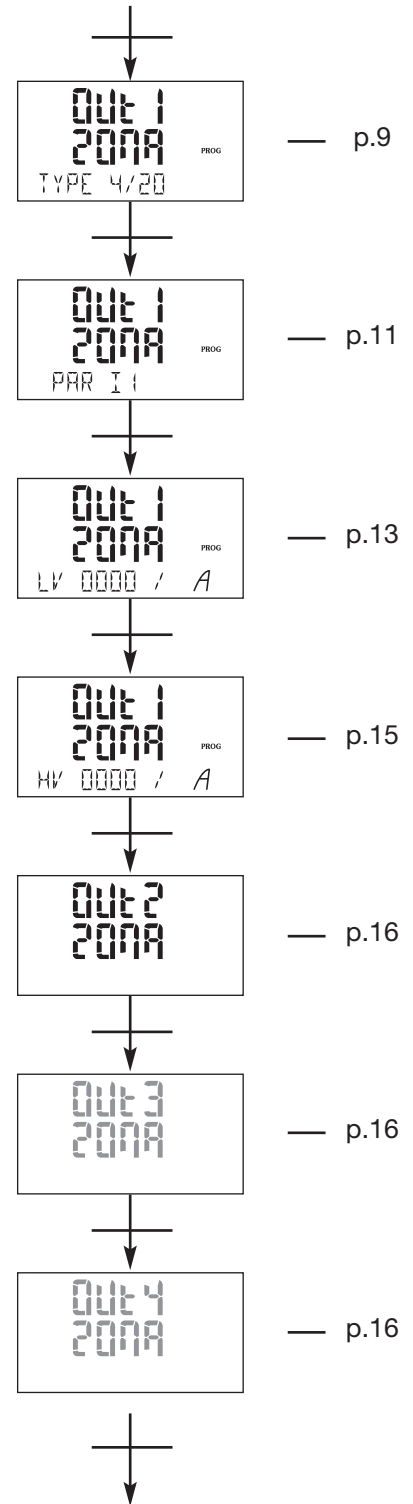 OUt 1
20MA PROG
TYPE 4/20
p.9
OUt 1
20MA PROG
PAR I1
p.11
OUt 1
20MA PROG
LV 0000 / A
p.13
OUt 1
20MA PROG
HV 0000 / A
p.15
OUt 2
20MA
p.16
OUt 3
20MA
p.16
OUt 4
20MA
p.16